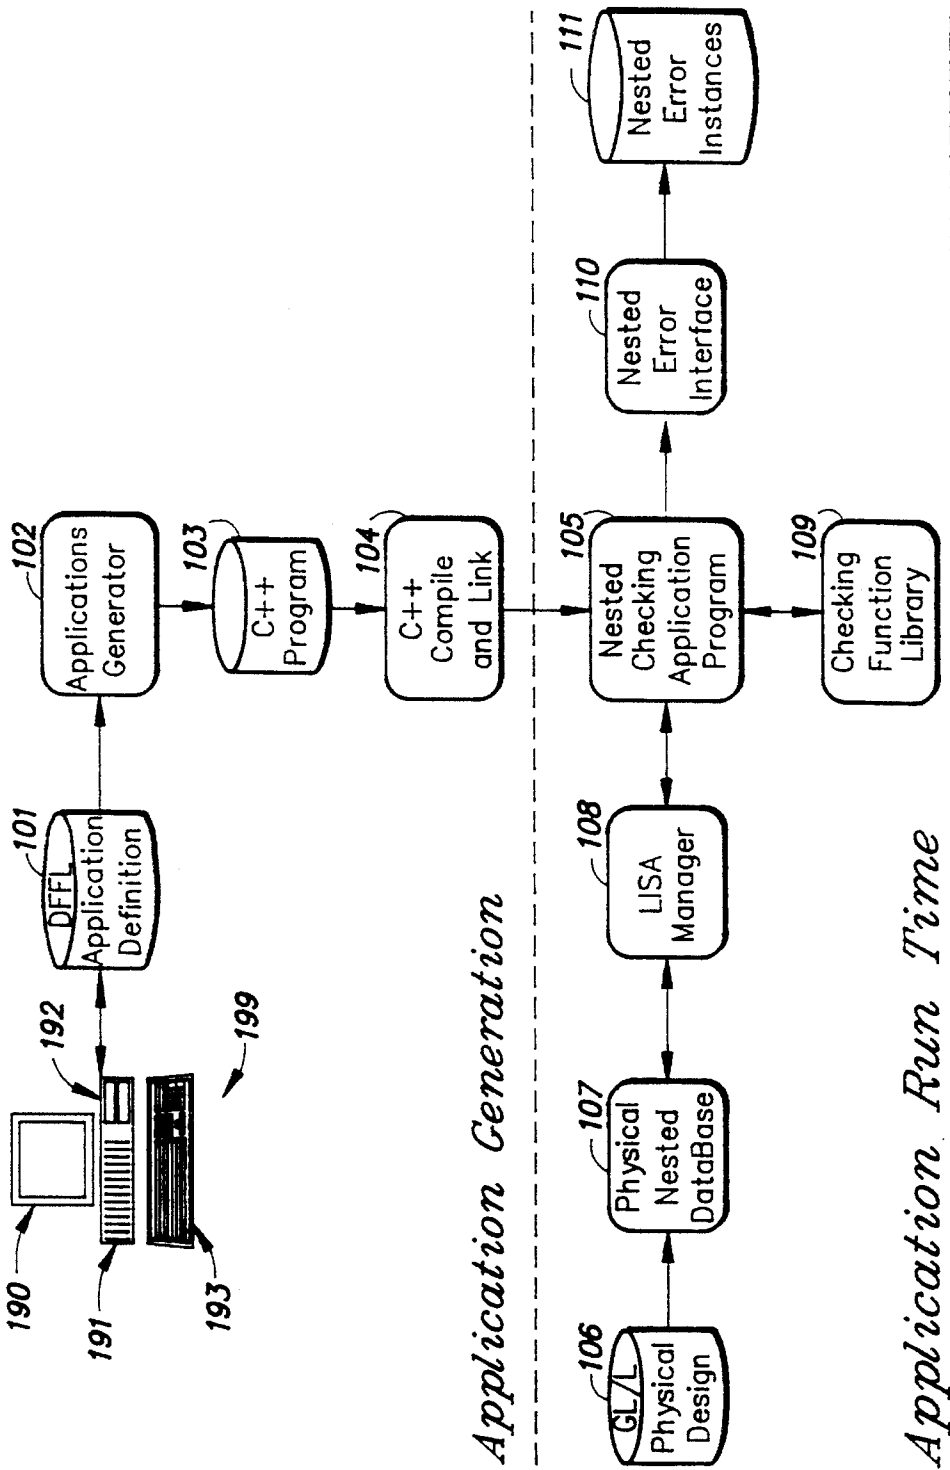 190
191
192
193
199
101
DFFL
Application
Definition
102
Applications
Generator
103
C++
Program
104
C++
Compile
and Link
Application Generation
105
Nested
Checking
Application
Program
106
GL/L
Physical
Design
107
Physical
Nested
DataBase
108
LISA
Manager
109
Checking
Function
Library
110
Nested
Error
Interface
111
Nested
Error
Instances
Application Run Time